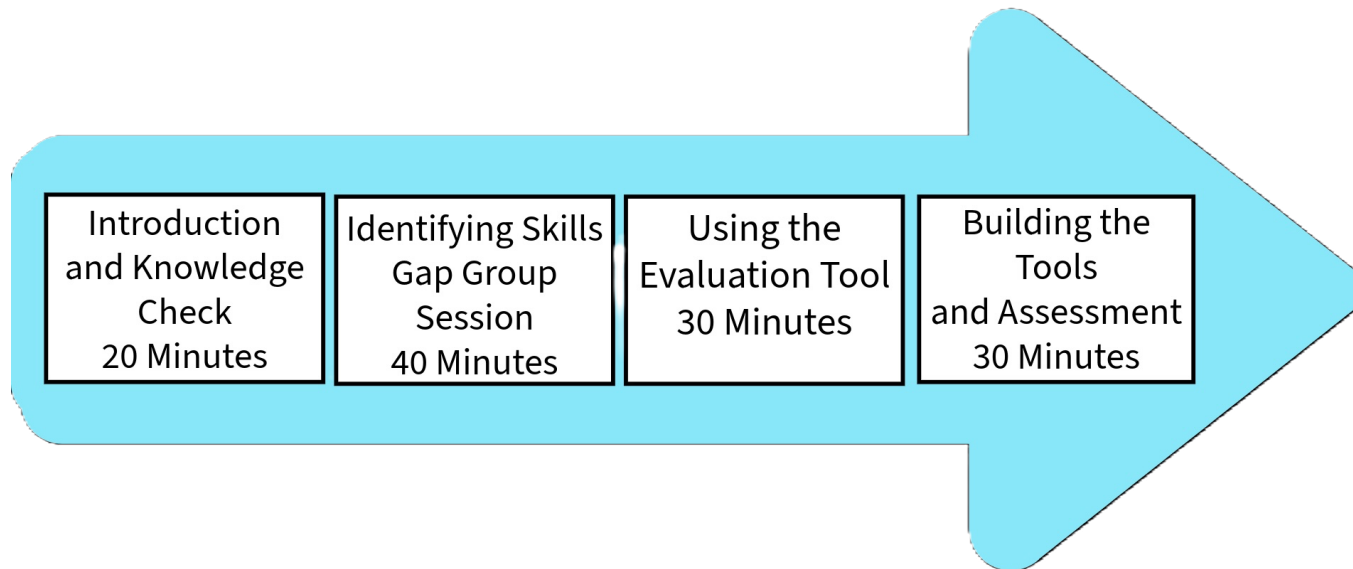 Introduction
and Knowledge
Check
20 Minutes
Identifying Skills
Gap Group
Session
40 Minutes
Using the
Evaluation Tool
30 Minutes
Building the
Tools
and Assessment
30 Minutes